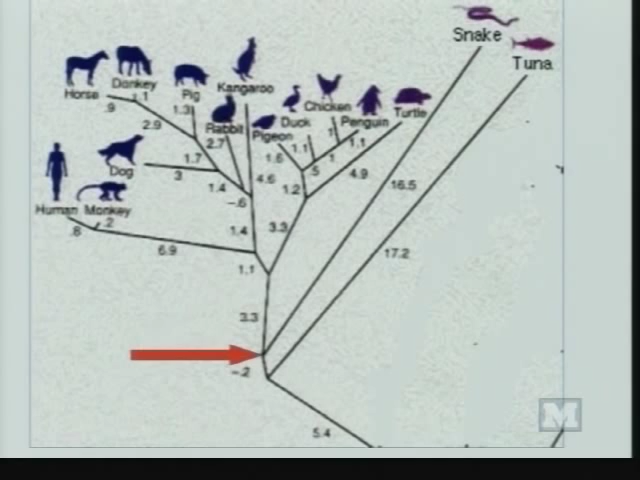 Snake
Tuna
Horse
Donkey
Pig
Kangaroo
Rabbit
Pigeon
Duck
Chicken
Penguin
Turtle
Dog
Human
Monkey
.9
1.1
2.9
1.3
2.7
1.7
3
1.4
-.6
4.6
1.6
1.1
1
1
1.1
.5
1.2
4.9
3.3
.8
.2
6.9
1.4
1.1
16.5
17.2
-.2
5.4
M